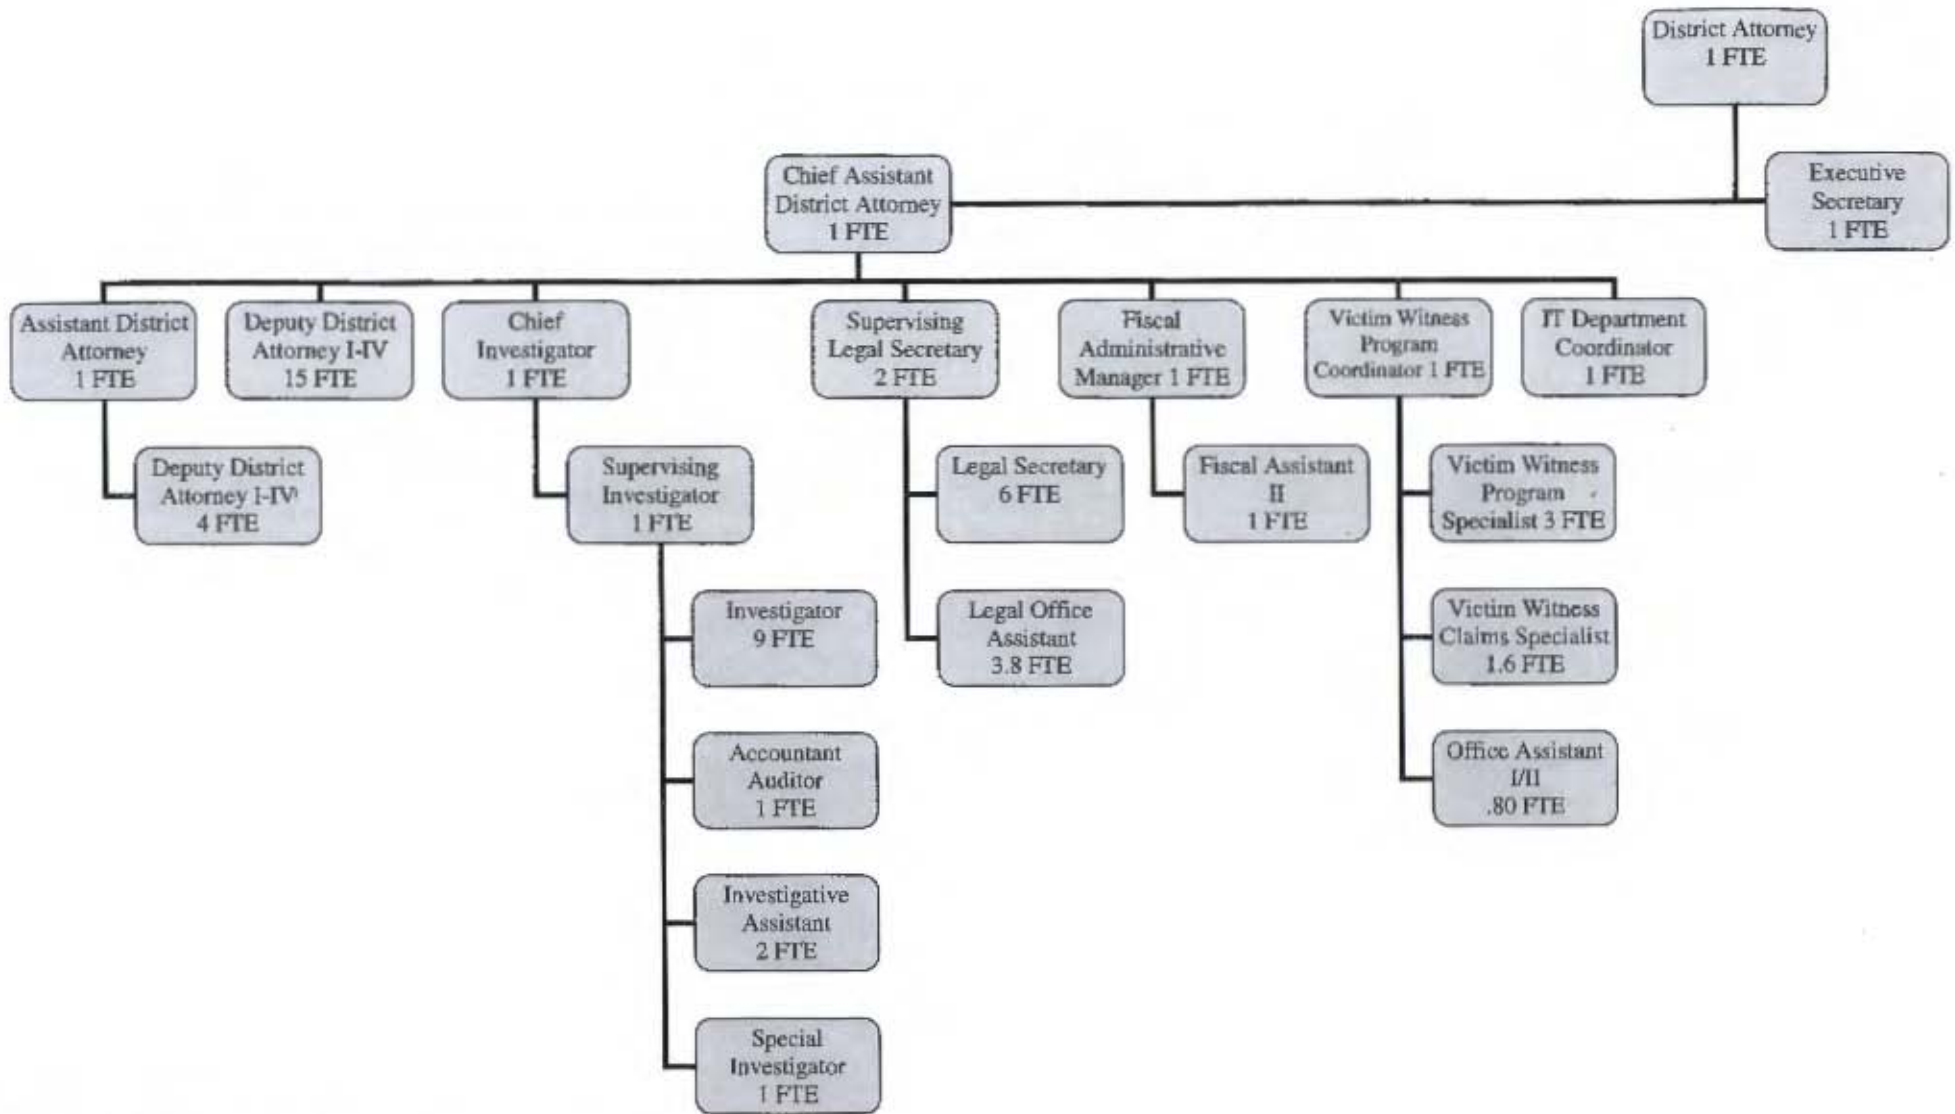 District Attorney
1 FTE
Executive
Secretary
1 FTE
Chief Assistant
District Attorney
1 FTE
Assistant District
Attorney
1 FTE
Deputy District
Attorney I-IV
15 FTE
Chief
Investigator
1 FTE
Supervising
Legal Secretary
2 FTE
Fiscal
Administrative
Manager 1 FTE
Victim Witness
Program
Coordinator 1 FTE
IT Department
Coordinator
1 FTE
Deputy District
Attorney I-IV
4 FTE
Supervising
Investigator
1 FTE
Legal Secretary
6 FTE
Fiscal Assistant
II
1 FTE
Victim Witness
Program
Specialist 3 FTE
Investigator
9 FTE
Legal Office
Assistant
3.8 FTE
Victim Witness
Claims Specialist
1.6 FTE
Accountant
Auditor
1 FTE
Office Assistant
I/II
.80 FTE
Investigative
Assistant
2 FTE
Special
Investigator
1 FTE